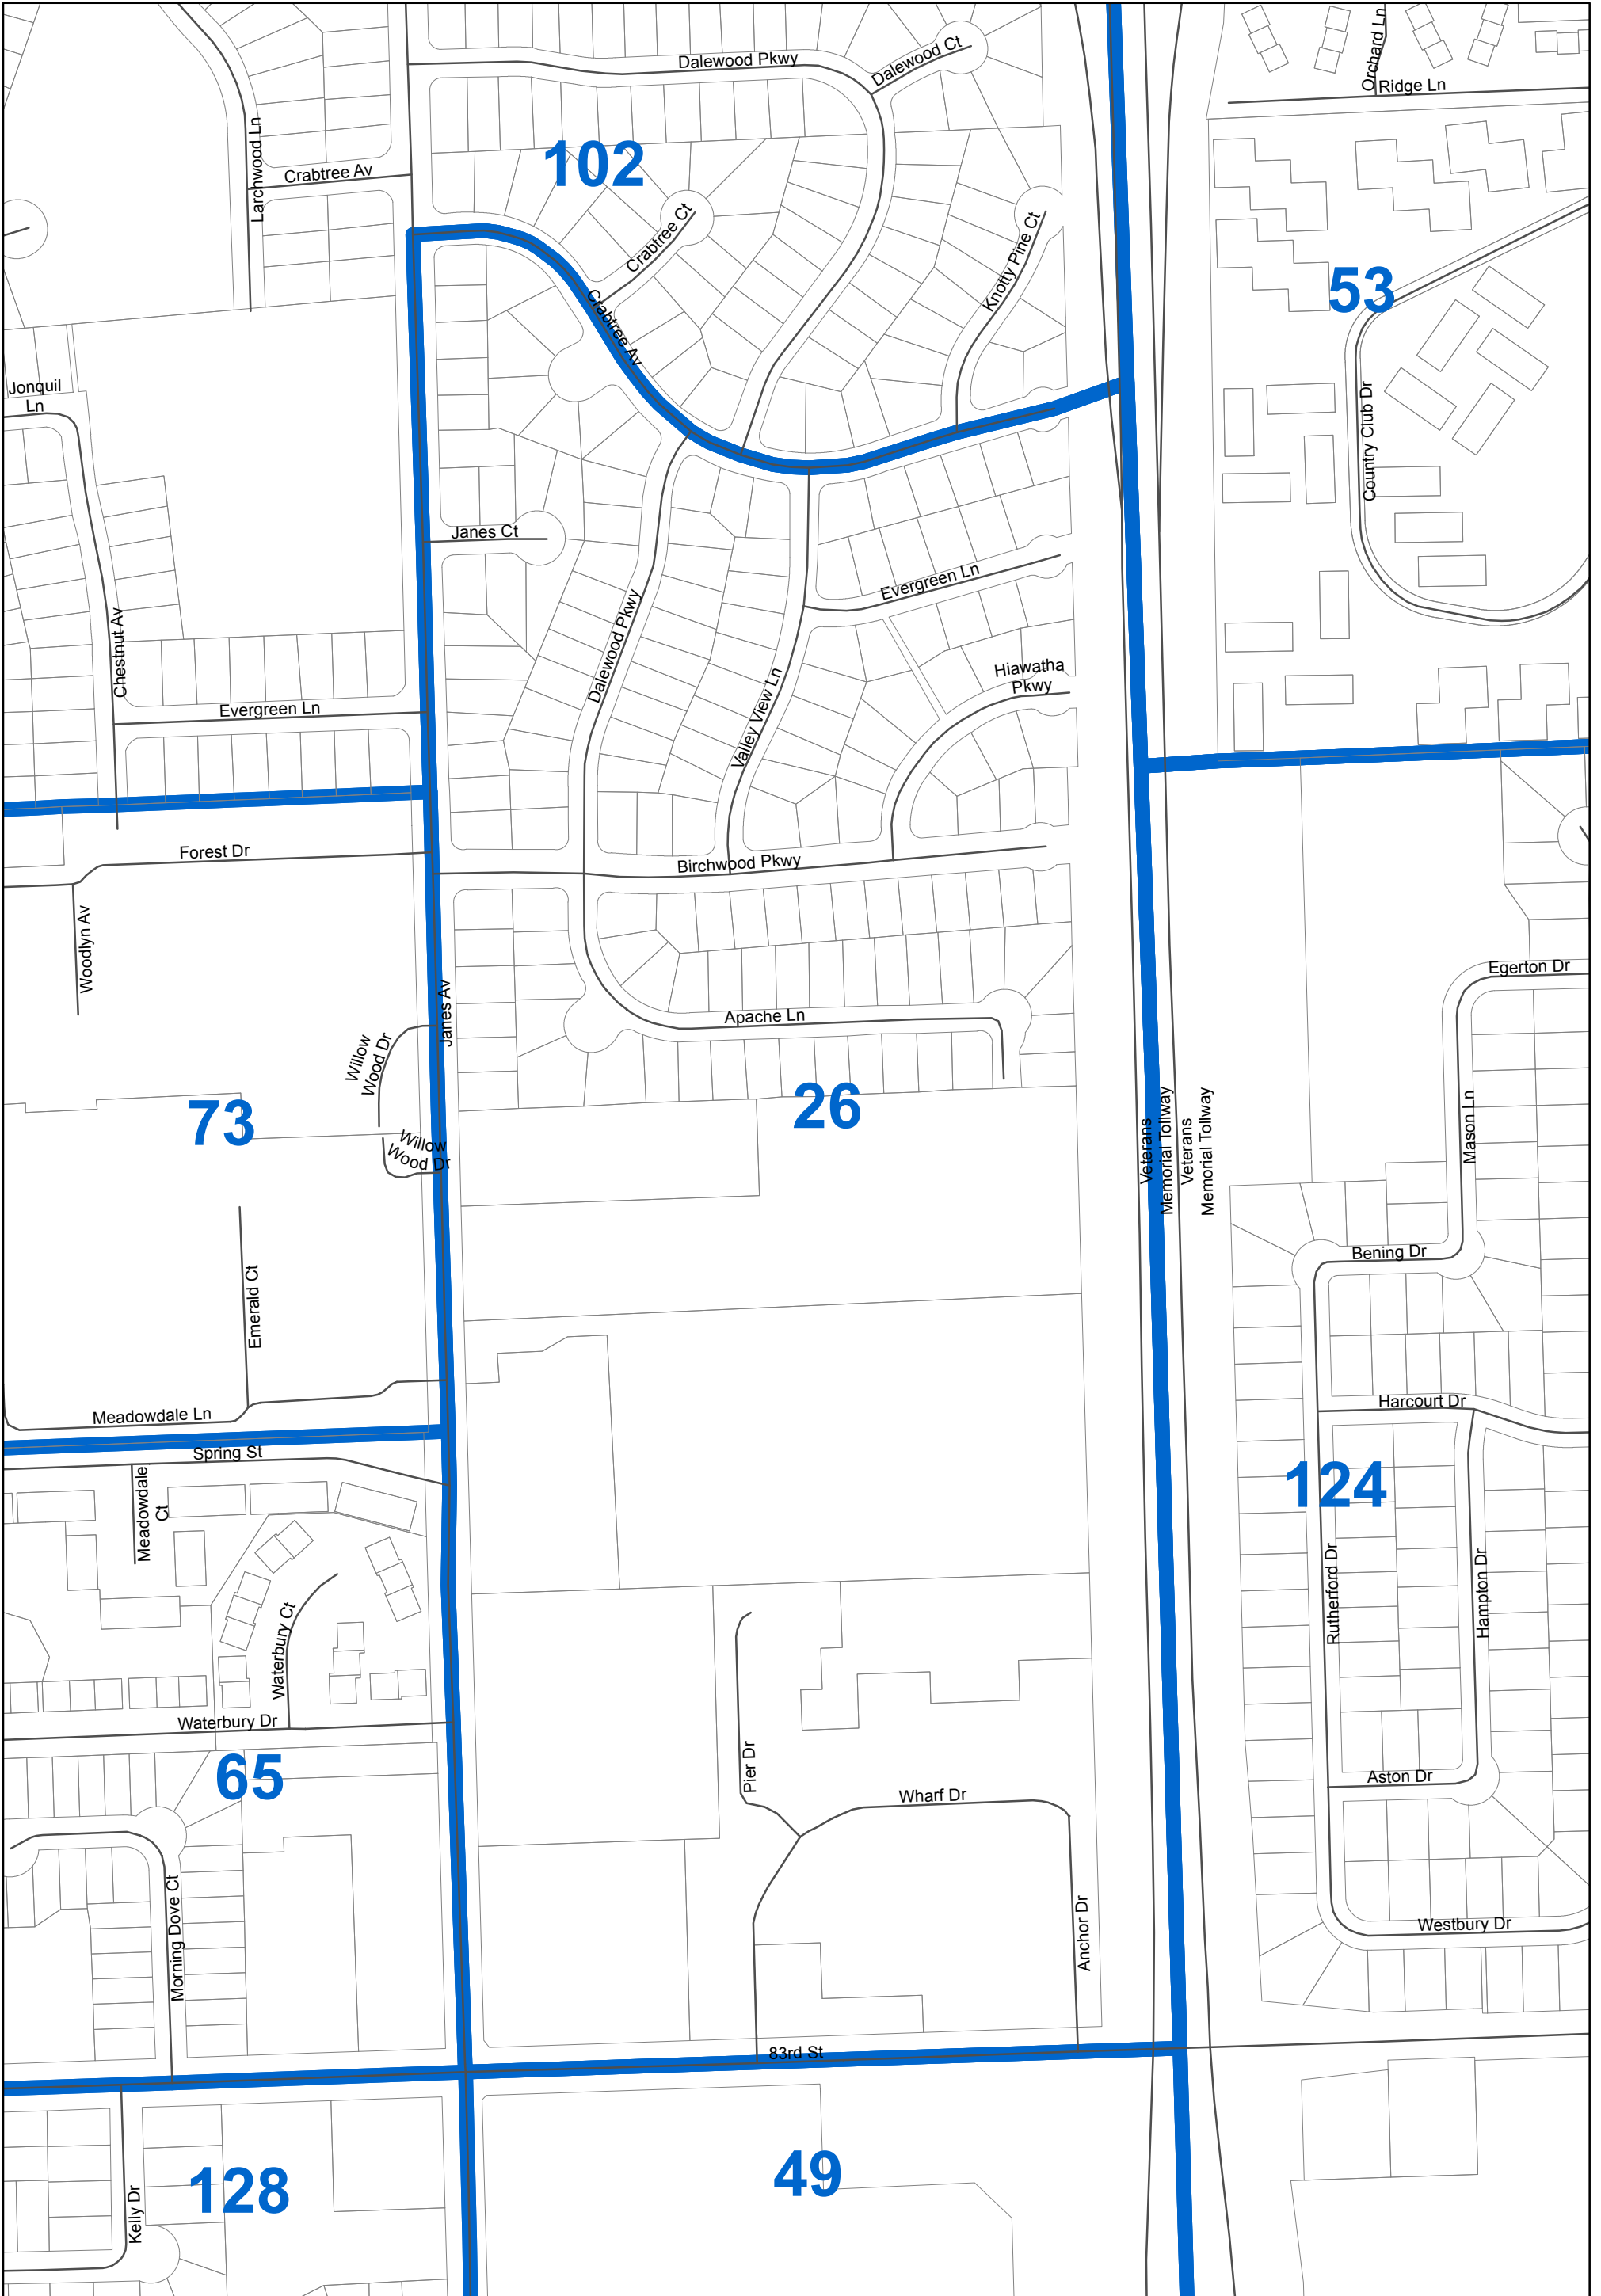 Orchard Ln
Dalewood Pkwy
Dalewood Ct
Ridge Ln
Larchwood Ln
102
Crabtree Av
Crabtree Ct
Knotty Pine Ct
53
Crabtree Av
Jonquil
Ln
Country Club Dr
Janes Ct
Evergreen Ln
Chestnut Av
Dalewood Pkwy
Hiawatha
Pkwy
Valley View Ln
Evergreen Ln
Forest Dr
Birchwood Pkwy
Woodlyn Av
Egerton Dr
Janes Av
Apache Ln
Willow
Wood Dr
73
26
Veterans
Memorial Tollway
Veterans
Memorial Tollway
Mason Ln
Willow
Wood Dr
Bening Dr
Emerald Ct
Harcourt Dr
Meadowdale Ln
Spring St
124
Meadowdale
Ct
Rutherford Dr
Hampton Dr
Waterbury Ct
Waterbury Dr
65
Pier Dr
Aston Dr
Wharf Dr
Morning Dove Ct
Anchor Dr
Westbury Dr
83rd St
128
49
Kelly Dr